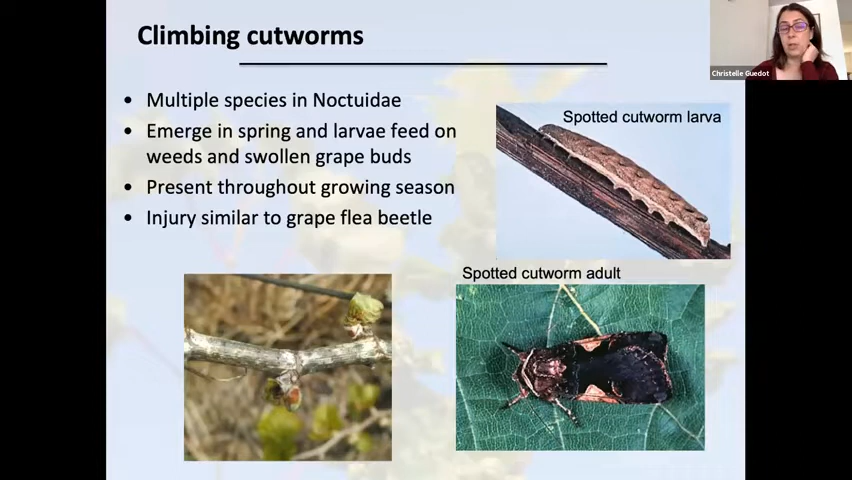 Climbing cutworms
Christelle Guedot
• Multiple species in Noctuidae
• Emerge in spring and larvae feed on
weeds and swollen grape buds
• Present throughout growing season
• Injury similar to grape flea beetle
Spotted cutworm larva
Spotted cutworm adult